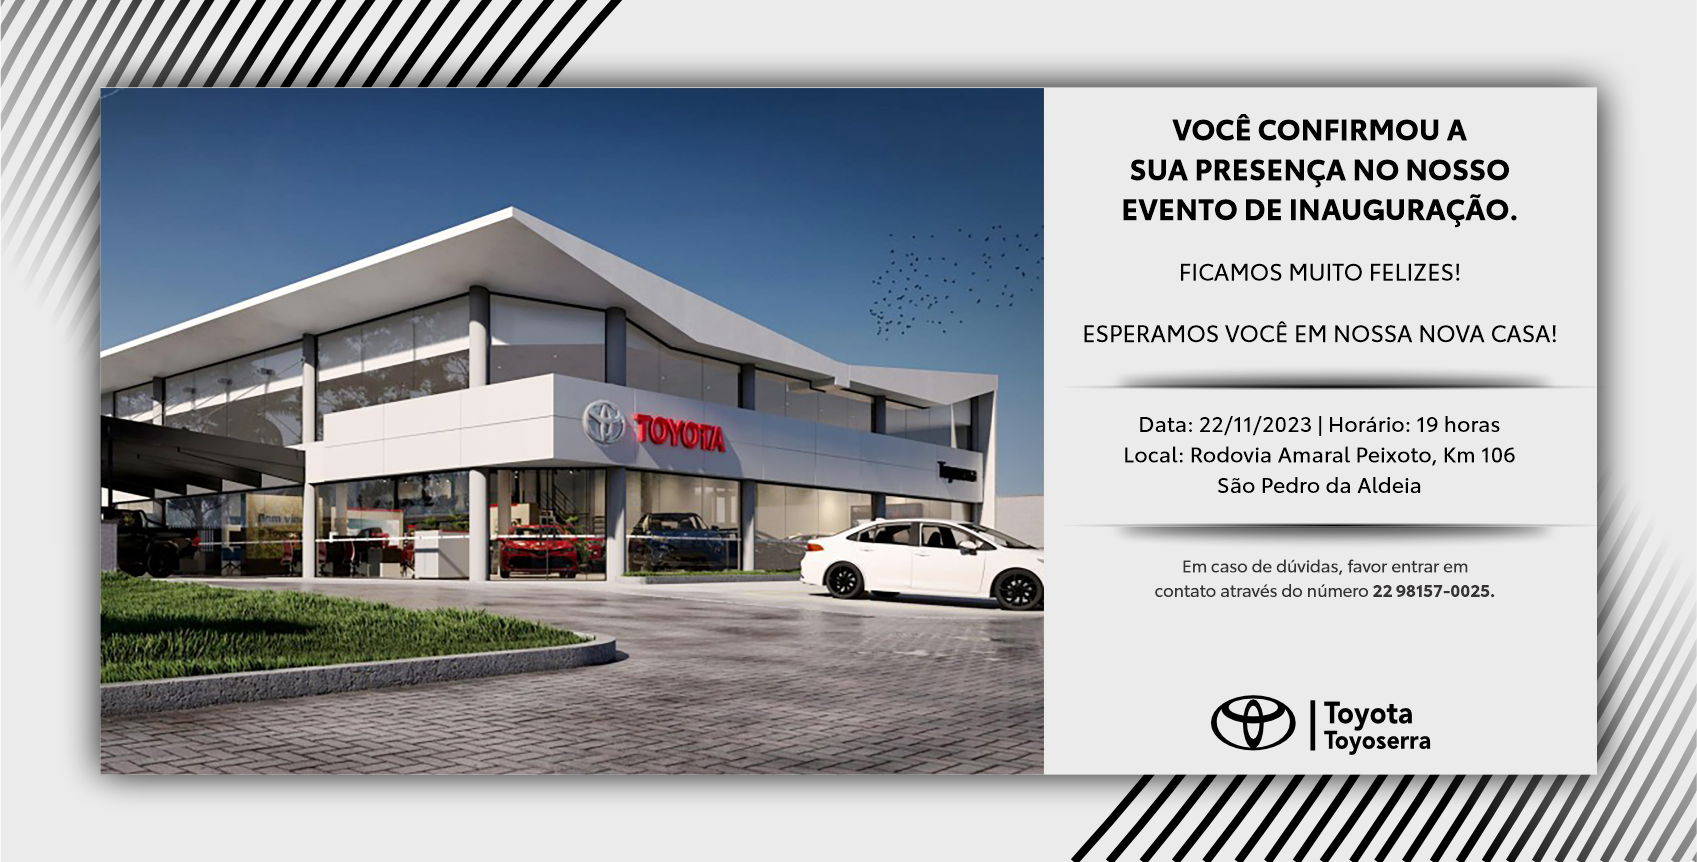 VOCÊ CONFIRMOU A
SUA PRESENÇA NO NOSSO
EVENTO DE INAUGURAÇÃO.
FICAMOS MUITO FELIZES!
ESPERAMOS VOCÊ EM NOSSA NOVA CASA!
TOYOTA
Data: 22/11/2023 | Horário: 19 horas
Local: Rodovia Amaral Peixoto, Km 106
São Pedro da Aldeia
Em caso de dúvidas, favor entrar em
contato através do número 22 98157-0025.
Toyota
Toyoserra